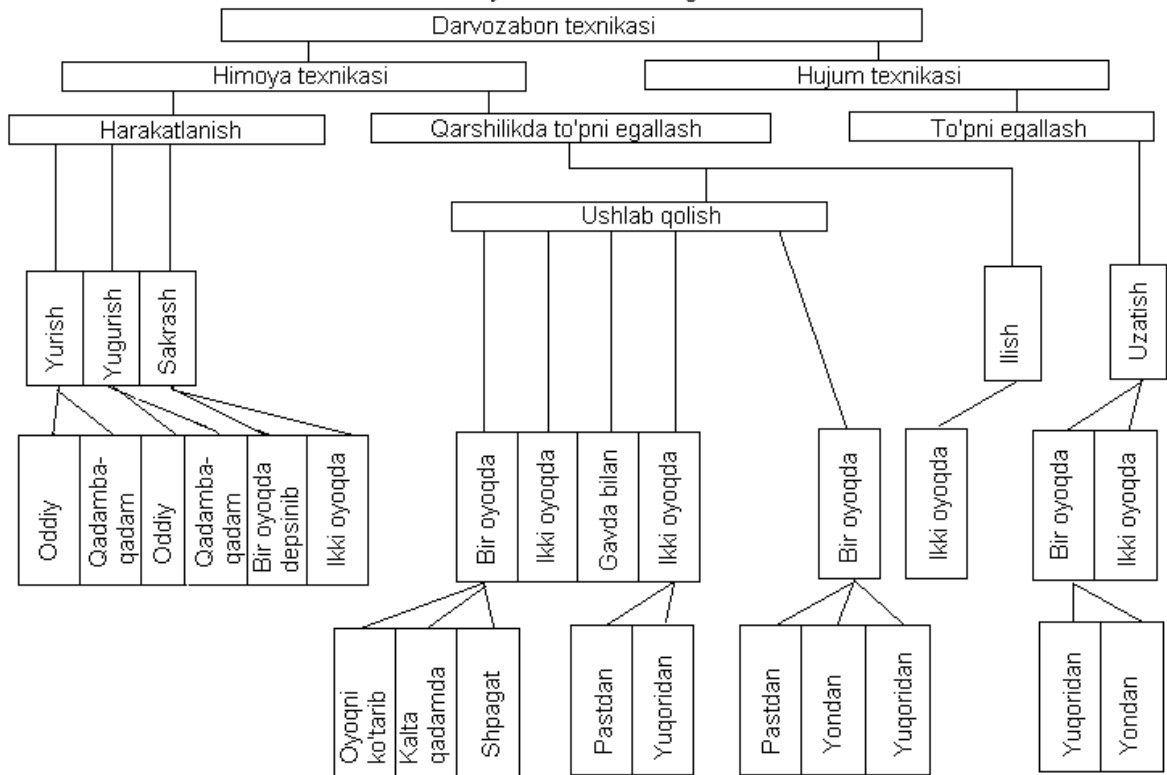 Darvozabon texnikasi
Himoya texnikasi
Hujum texnikasi
Harakatlanish
Qarshilikda to'pni egallash
To'pni egallash
Ushlab qolish
Yurish
Yugurish
Sakrash
Ilish
Uzatish
Oddiy
Qadamba-
qadam
Oddiy
Qadamba-
qadam
Bir oyoqda
depsinib
Ikki oyoqda
Bir oyoqda
Ikki oyoqda
Gavda bilan
Ikki oyoqda
Bir oyoqda
Ikki oyoqda
Bir oyoqda
Ikki oyoqda
Oyoqni
ko'tarib
Kalta
qadamda
Shpagat
Pastdan
Yuqoridan
Pastdan
Yondan
Yuqoridan
Yuqoridan
Yondan